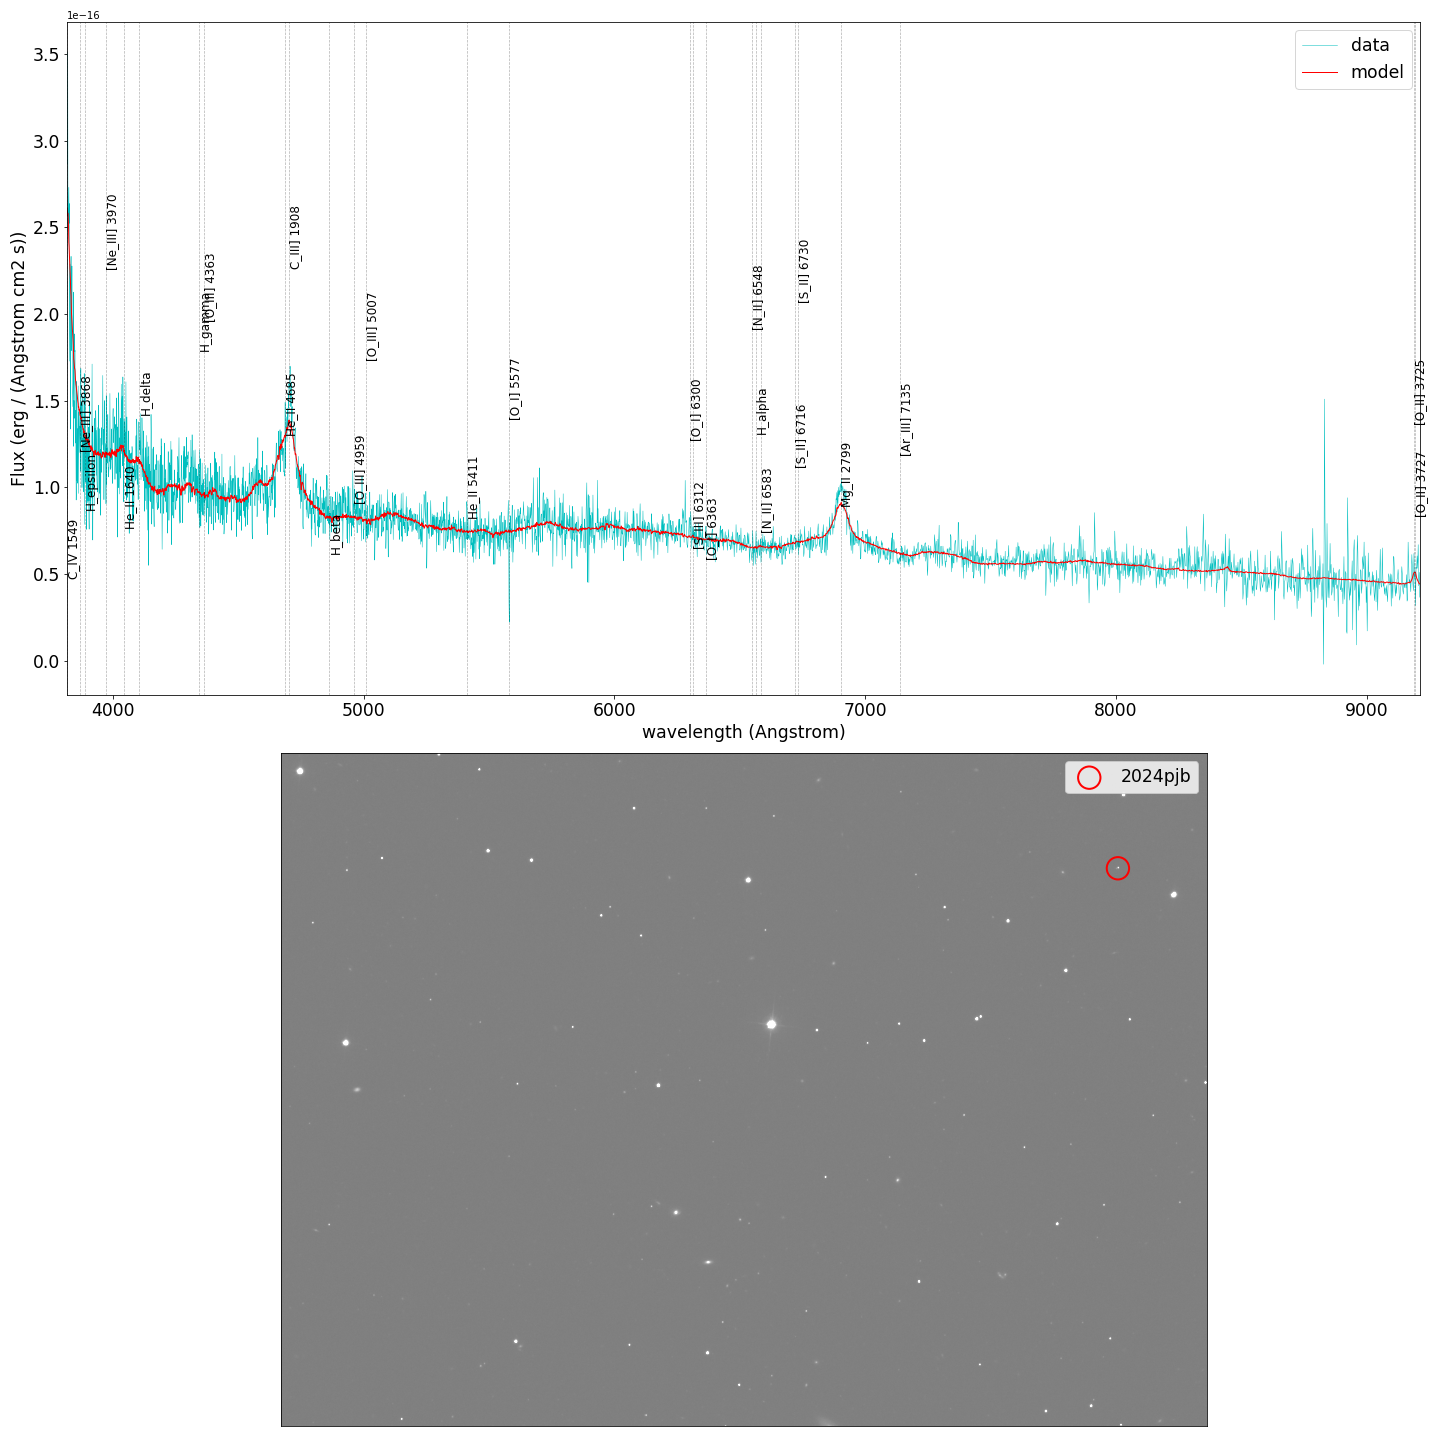 1e−16
data
model
3.5
3.0
2.5
2.0
1.5
1.0
0.5
0.0
Flux (erg / (Angstrom cm2 s))
C_IV 1549
[Ne_III] 3868
H_epsilon
[Ne_III] 3970
He_II 1640
H_delta
H_gamma
[O_III] 4363
He_II 4685
C_III] 1908
H_beta
[O_III] 4959
[O_III] 5007
He_II 5411
[O_I] 5577
[O_I] 6300
[S_III] 6312
[O_I] 6363
[N_II] 6548
H_alpha
[N_II] 6583
[S_II] 6716
[S_II] 6730
Mg_II 2799
[Ar_III] 7135
[O_II] 3725
[O_II] 3727
4000 5000 6000 7000 8000 9000
wavelength (Angstrom)
2024pjb